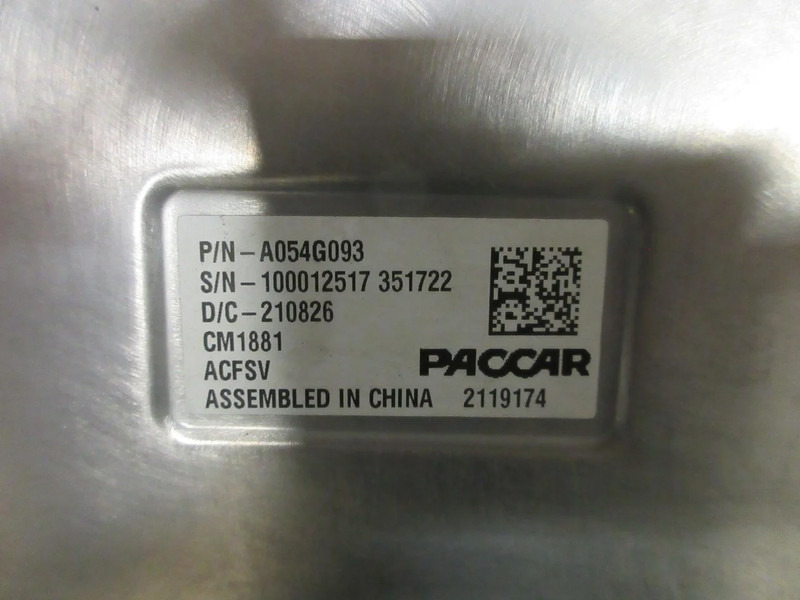 P/N-A054G093
S/N-100012517 351722
D/C-210826
CM1881
ACFSV
PACCAR
ASSEMBLED IN CHINA 2119174